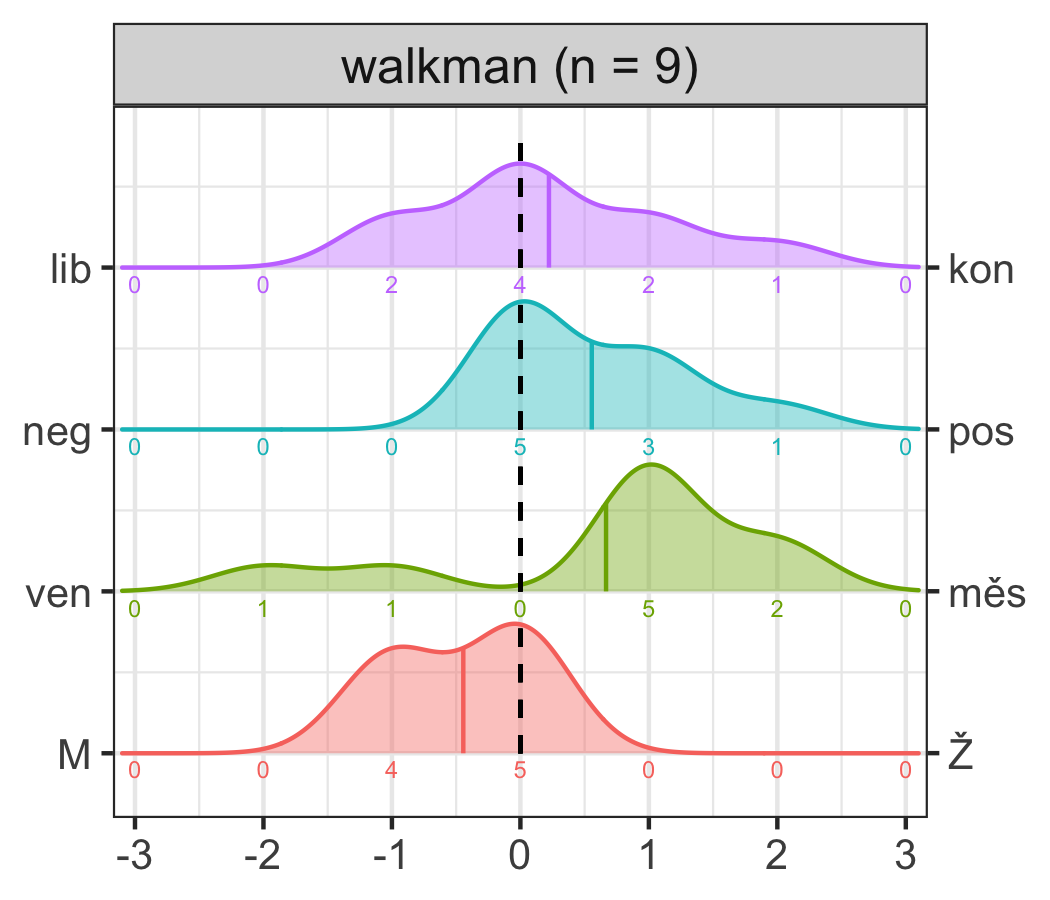 walkman (n = 9)
lib kon
0 0 2 4 2 1 0
neg pos
0 0 0 5 3 1 0
ven měs
0 1 1 0 5 2 0
M Ž
0 0 4 5 0 0 0
-3 -2 -1 0 1 2 3